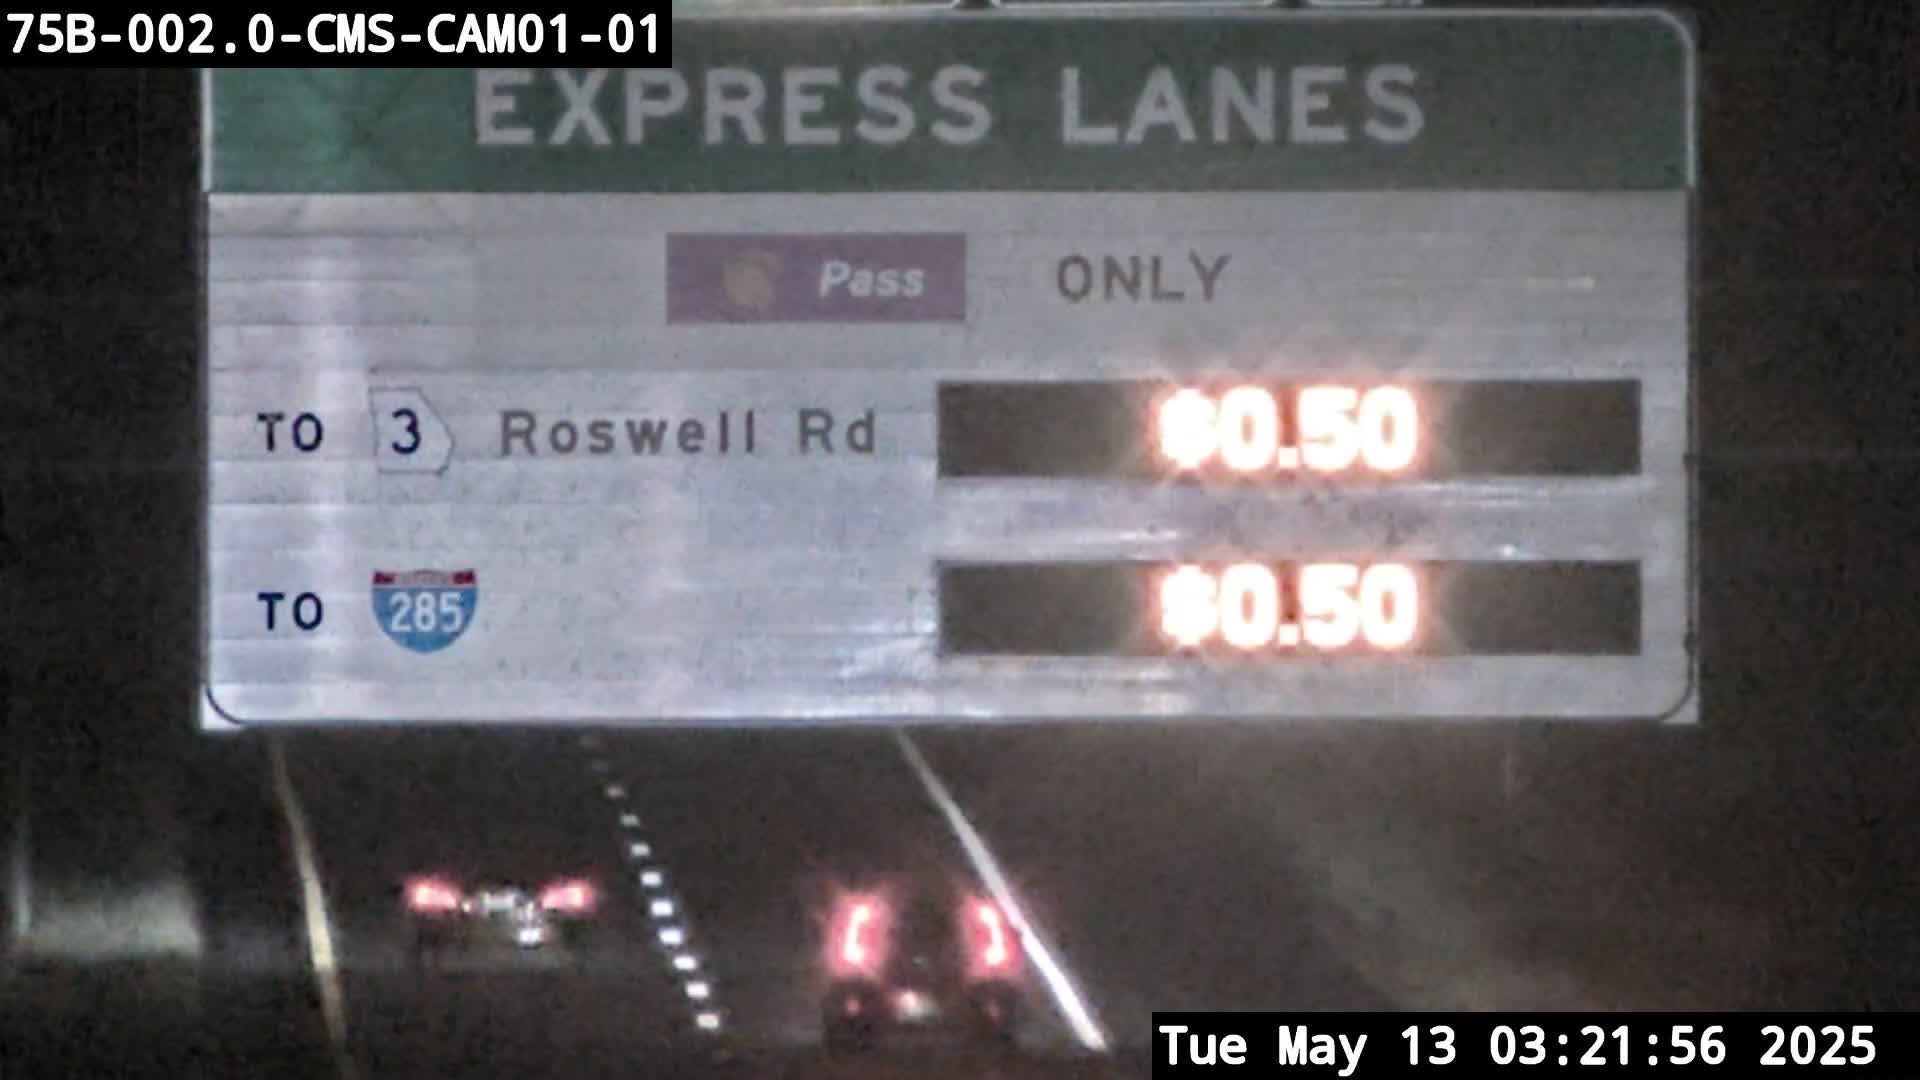 75B-002.0-CMS-CAM01-01
EXPRESS LANES
Pass ONLY
TO 3 Roswell Rd $0.50
TO 285 $0.50
Tue May 13 03:21:56 2025